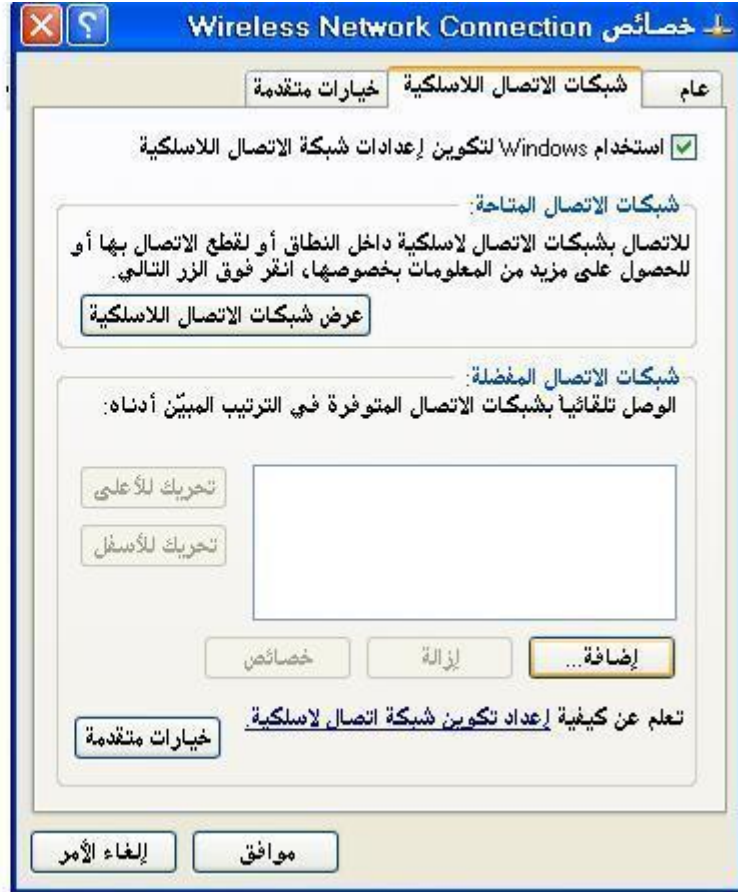 خصائص Wireless Network Connection
عام
شبكات الاتصال اللاسلكية
خيارات متقدمة
استخدام Windows لتكوين إعدادات شبكة الاتصال اللاسلكية
شبكات الاتصال المتاحة:
للاتصال بشبكات الاتصال لاسلكية داخل النطاق أو لقطع الاتصال بها أو
للحصول على مزيد من المعلومات بخصوصها، انقر فوق الزر التالي.
عرض شبكات الاتصال اللاسلكية
شبكات الاتصال المفضلة:
الوصل تلقائياً بشبكات الاتصال المتوفرة في الترتيب المبيّن أدناه:
تحريك للأعلى
تحريك للأسفل
إضافة...
إزالة
خصائص
تعلم عن كيفية إعداد تكوين شبكة اتصال لاسلكية.
خيارات متقدمة
موافق
إلغاء الأمر